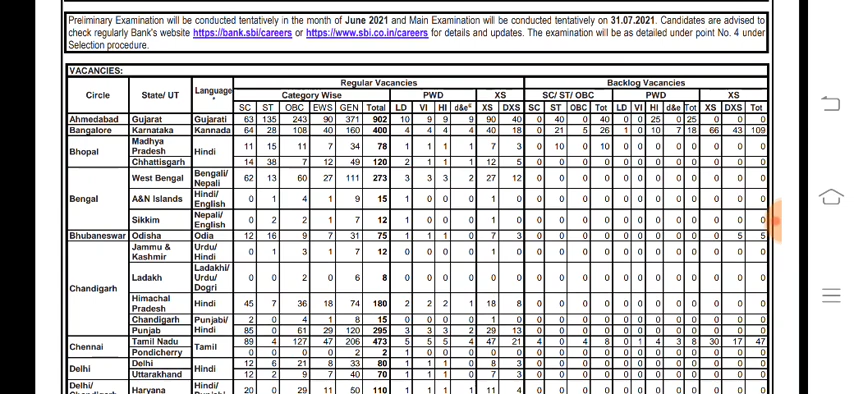 Preliminary Examination will be conducted tentatively in the month of June 2021 and Main Examination will be conducted tentatively on 31.07.2021. Candidates are advised to
check regularly Bank's website https://bank.sbi/careers or https://www.sbi.co.in/careers for details and updates. The examination will be as detailed under point No. 4 under
Selection procedure.
VACANCIES:
Regular Vacancies Backlog Vacancies
Circle State/ UT Language * Category Wise PWD XS SC/ ST/ OBC PWD XS
SC ST OBC EWS GEN Total LD VI HI d&e XS DXS SC ST OBC Tot LD VI HI d&e Tot XS DXS Tot
Ahmedabad Gujarat Gujarati 63 135 243 90 371 902 10 9 9 9 90 40 0 40 0 40 0 0 25 0 25 0 0 0
Bangalore Karnataka Kannada 64 28 108 40 160 400 4 4 4 4 40 18 0 21 5 26 1 0 10 7 18 66 43 109
Bhopal Madhya Pradesh Hindi 11 15 11 7 34 78 1 1 1 1 7 3 0 10 0 10 0 0 0 0 0 0 0 0
Chhattisgarh 14 38 7 12 49 120 2 1 1 1 12 5 0 0 0 0 0 0 0 0 0 0 0 0
Bengal West Bengal Bengali/ Nepali 62 13 60 27 111 273 3 3 3 2 27 12 0 0 0 0 0 0 0 0 0 0 0 0
A&N Islands Hindi/ English 0 1 4 1 9 15 1 0 0 0 1 0 0 0 0 0 0 0 0 0 0 0 0 0
Sikkim Nepali/ English 0 2 2 1 7 12 1 0 0 0 1 0 0 0 0 0 0 0 0 0 0 0 0 0
Bhubaneswar Odisha Odia 12 16 9 7 31 75 1 1 1 0 7 3 0 0 0 0 0 0 0 0 0 0 5 5
Chandigarh Jammu & Kashmir Urdu/ Hindi 0 1 3 1 7 12 0 0 0 0 1 0 0 0 0 0 0 0 0 0 0 0 0 0
Ladakh Ladakhi/ Urdu/ Dogri 0 0 2 0 6 8 0 0 0 0 0 0 0 0 0 0 0 0 0 0 0 0 0 0
Himachal Pradesh Hindi 45 7 36 18 74 180 2 2 2 1 18 8 0 0 0 0 0 0 0 0 0 0 0 0
Chandigarh Punjabi/ Hindi 2 0 4 1 8 15 0 0 0 0 1 0 0 0 0 0 0 0 0 0 0 0 0 0
Punjab 85 0 61 29 120 295 3 3 3 2 29 13 0 0 0 0 0 0 0 0 0 0 0 0
Chennai Tamil Nadu Tamil 89 4 127 47 206 473 5 5 5 4 47 21 4 0 4 8 0 1 4 3 8 30 17 47
Pondicherry 0 0 0 0 2 2 1 0 0 0 0 0 0 0 0 0 0 0 0 0 0 0 0 0
Delhi Delhi Hindi 12 6 21 8 33 80 1 1 1 0 8 3 0 0 0 0 0 0 0 0 0 0 0 0
Uttarakhand 12 2 9 7 40 70 1 1 1 0 7 3 0 0 0 0 0 0 0 0 0 0 0 0
Delhi/ Haryana Hindi/ 20 0 29 11 50 110 1 1 1 1 11 4 0 0 0 0 0 0 0 0 0 0 0 0